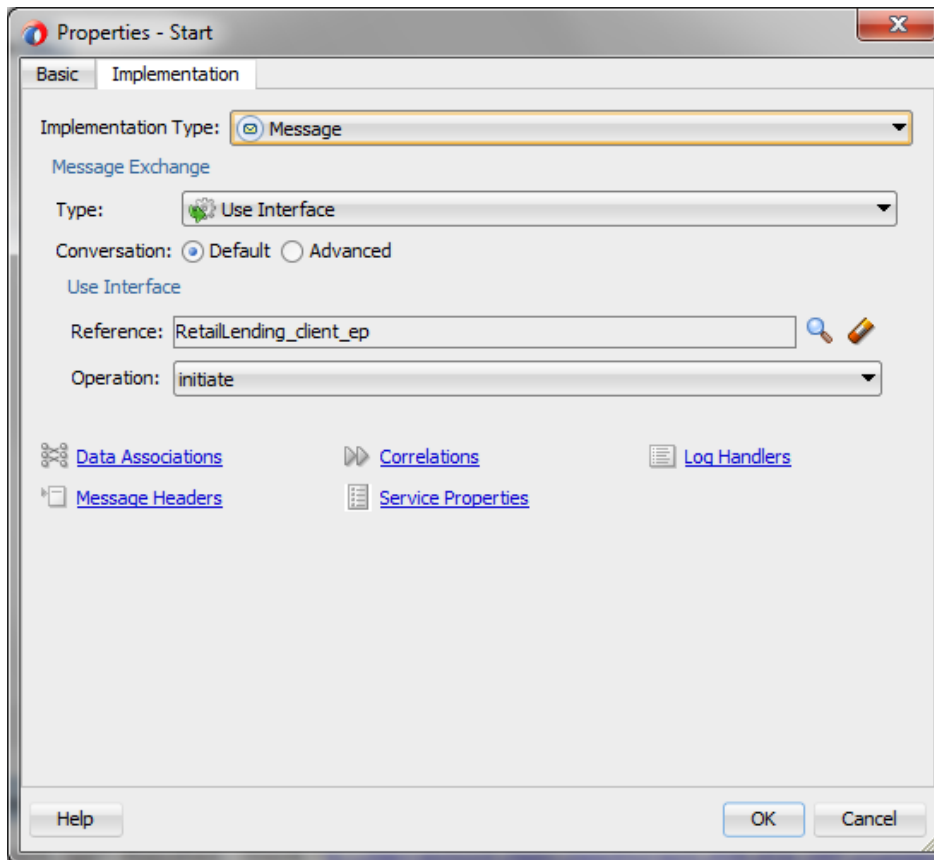 Properties - Start
Basic Implementation
Implementation Type: Message
Message Exchange
Type: Use Interface
Conversation: Default Advanced
Use Interface
Reference: RetailLending_client_ep
Operation: initiate
Data Associations Correlations Log Handlers
Message Headers Service Properties
Help OK Cancel